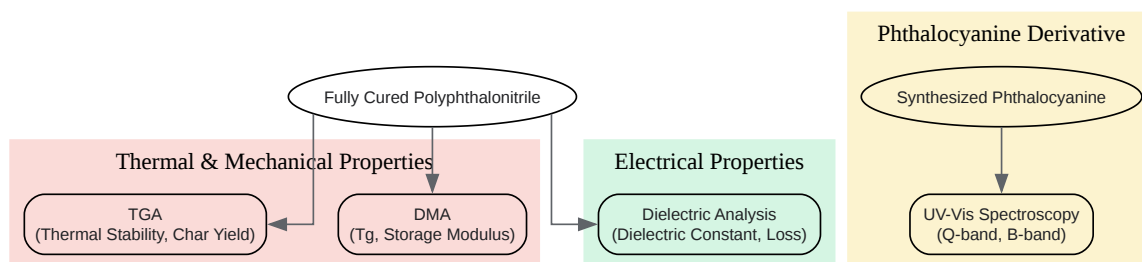 Phthalocyanine Derivative
Fully Cured Polyphthalonitrile
Synthesized Phthalocyanine
Thermal & Mechanical Properties
Electrical Properties
TGA
(Thermal Stability, Char Yield)
DMA
(Tg, Storage Modulus)
Dielectric Analysis
(Dielectric Constant, Loss)
UV-Vis Spectroscopy
(Q-band, B-band)